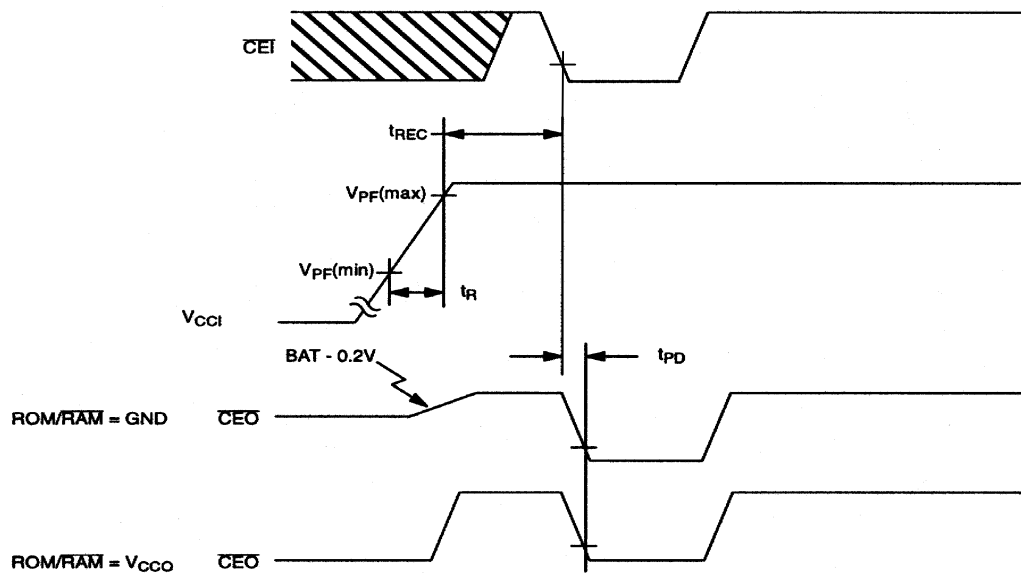 CEI
tREC
VPF(max)
VPF(min)
tR
VCCI
BAT - 0.2V
tPD
ROM/RAM = GND CEO
ROM/RAM = VCCO CEO